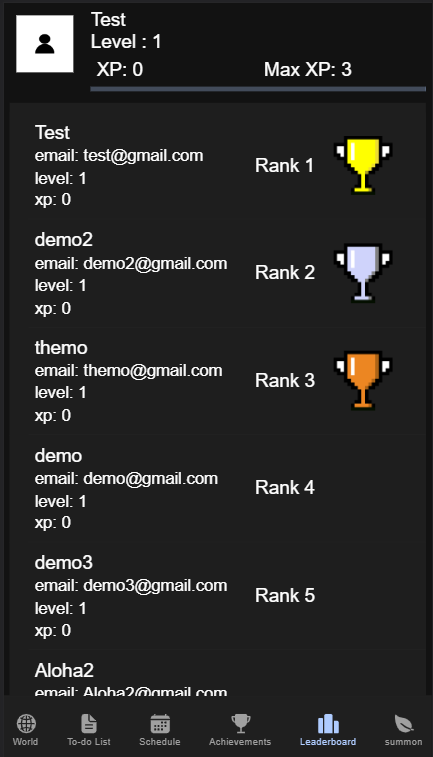 Test
Level : 1
XP: 0 Max XP: 3
Test
email: test@gmail.com
level: 1
xp: 0
Rank 1
demo2
email: demo2@gmail.com
level: 1
xp: 0
Rank 2
themo
email: themo@gmail.com
level: 1
xp: 0
Rank 3
demo
email: demo@gmail.com
level: 1
xp: 0
Rank 4
demo3
email: demo3@gmail.com
level: 1
xp: 0
Rank 5
Aloha2
email: Aloha2@gmail.com
World To-do List Schedule Achievements Leaderboard summon